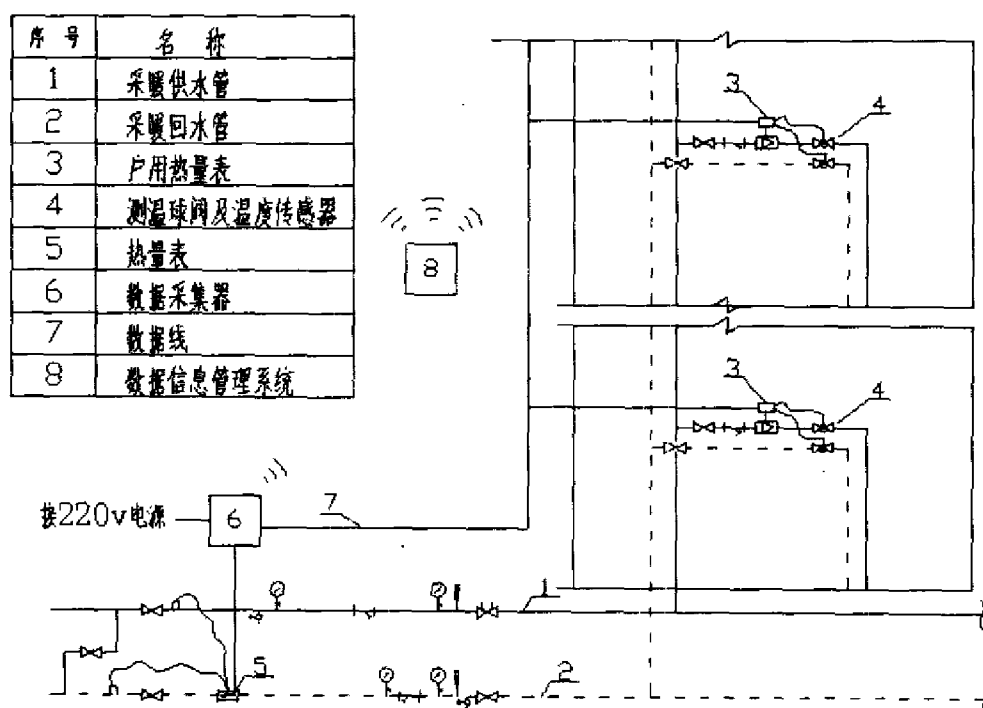 序号 名称
1 采暖供水管
2 采暖回水管
3 户用热量表
4 测温球阀及温度传感器
5 热量表
6 数据采集器
7 数据线
8 数据信息管理系统
3
4
8
3
4
接220v电源
6
7
1
5
2